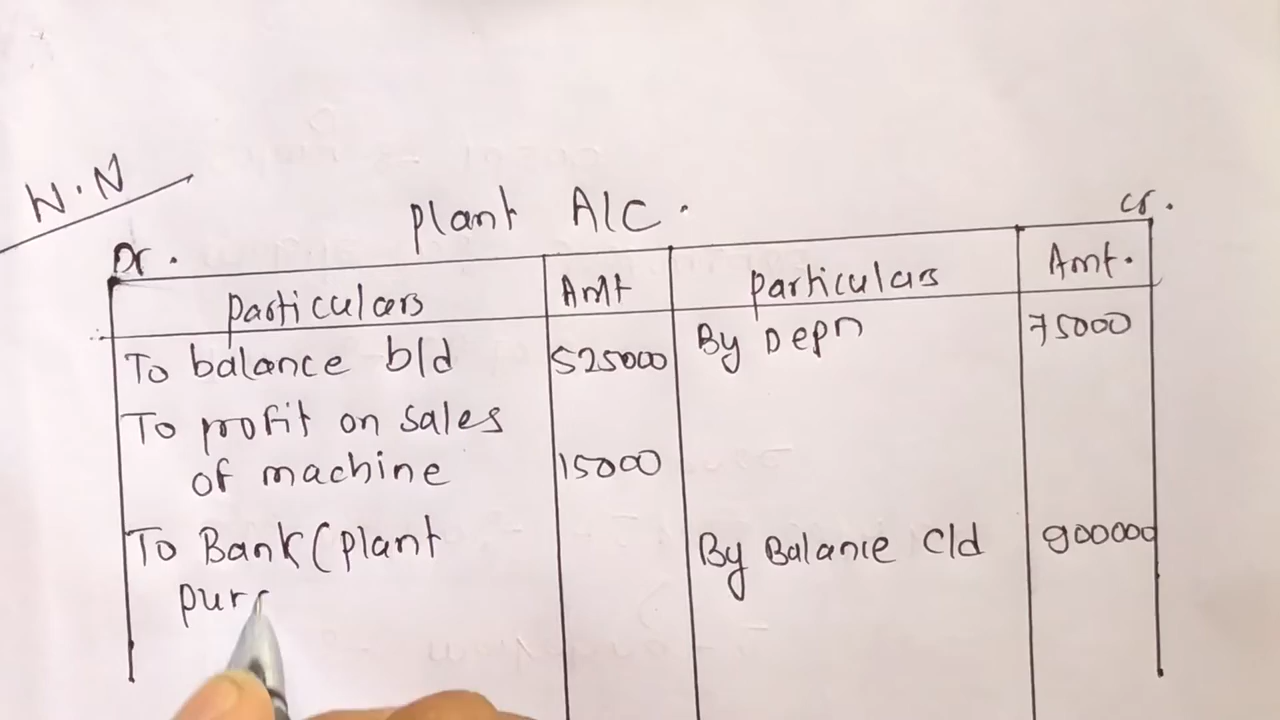 W.N
Plant A/C.
Dr.
Cr.
Particulars Amt Particulars Amt.
To balance b/d 525000 By Depn 75000
To profit on sales
of machine 15000
To Bank (plant By Balance c/d 900000
purc